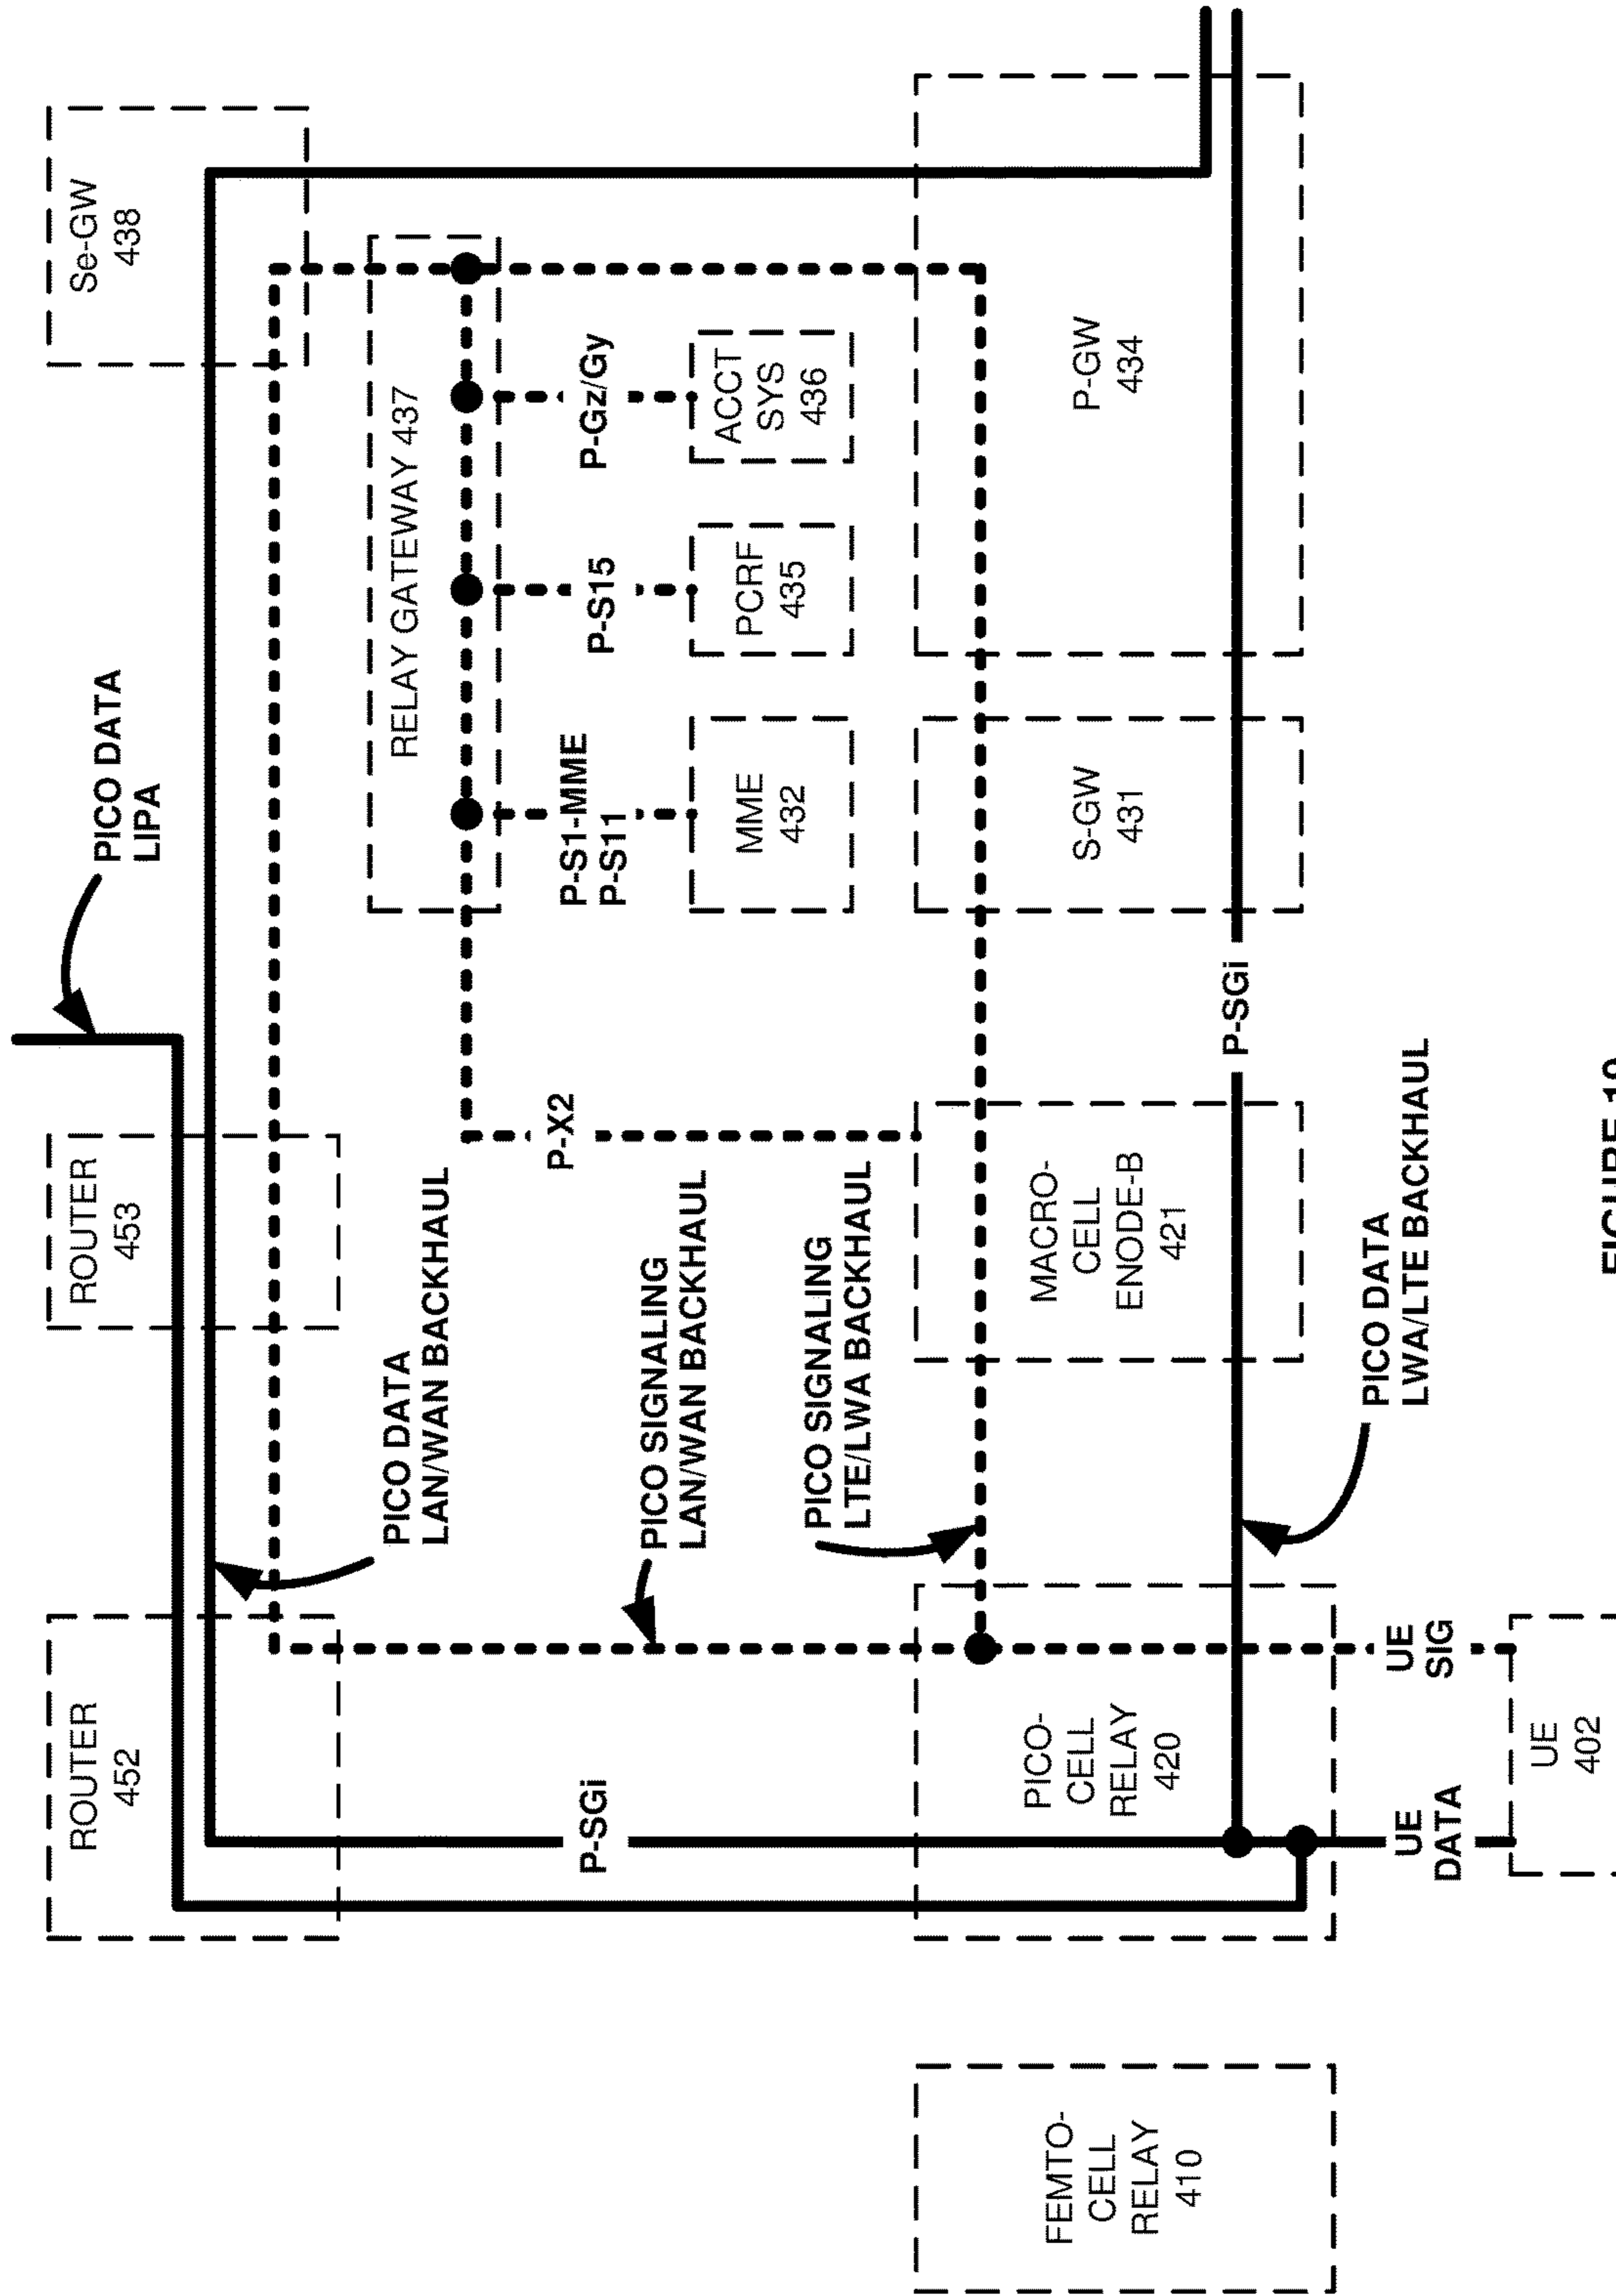 ROUTER
452
ROUTER
453
PICO DATA
LIPA
Se-GW
438
PICO DATA
LAN/WAN BACKHAUL
RELAY GATEWAY 437
P-SGi
P-X2
P-S1-MME
P-S11
P-S15
P-Gz/Gy
PICO SIGNALING
LAN/WAN BACKHAUL
MME
432
PCRF
435
ACCT
SYS
436
PICO SIGNALING
LTE/LWA BACKHAUL
FEMTO-
CELL
RELAY
410
PICO-
CELL
RELAY
420
MACRO-
CELL
ENODE-B
421
S-GW
431
P-GW
434
P-SGi
PICO DATA
LWA/LTE BACKHAUL
UE
DATA
UE
SIG
UE
402
FIGURE